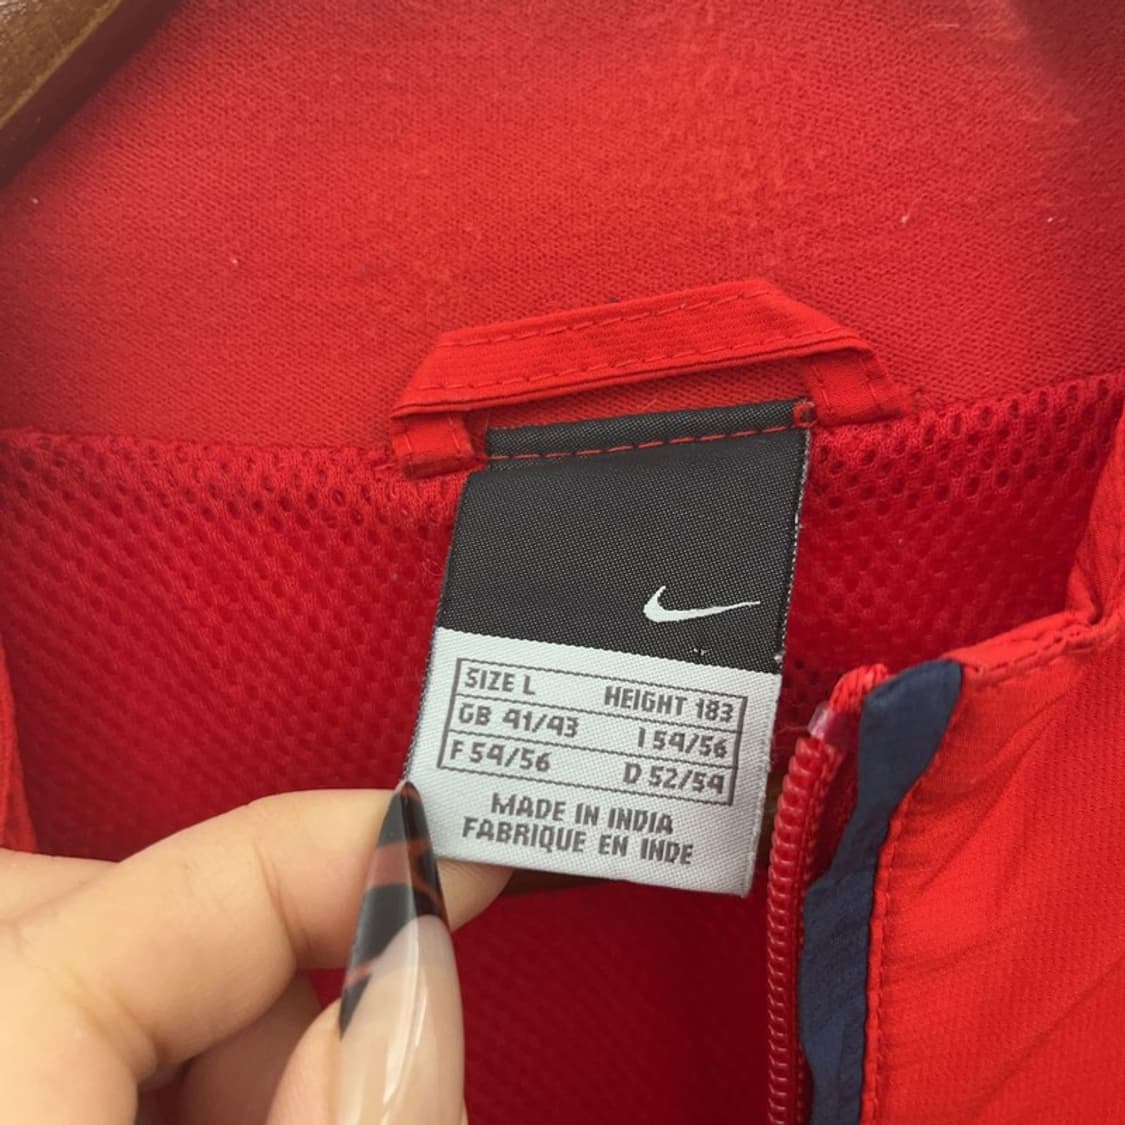 SIZE L HEIGHT 183
GB 41/43 I 54/56
F 54/56 D 52/54
MADE IN INDIA
FABRIQUE EN INDE